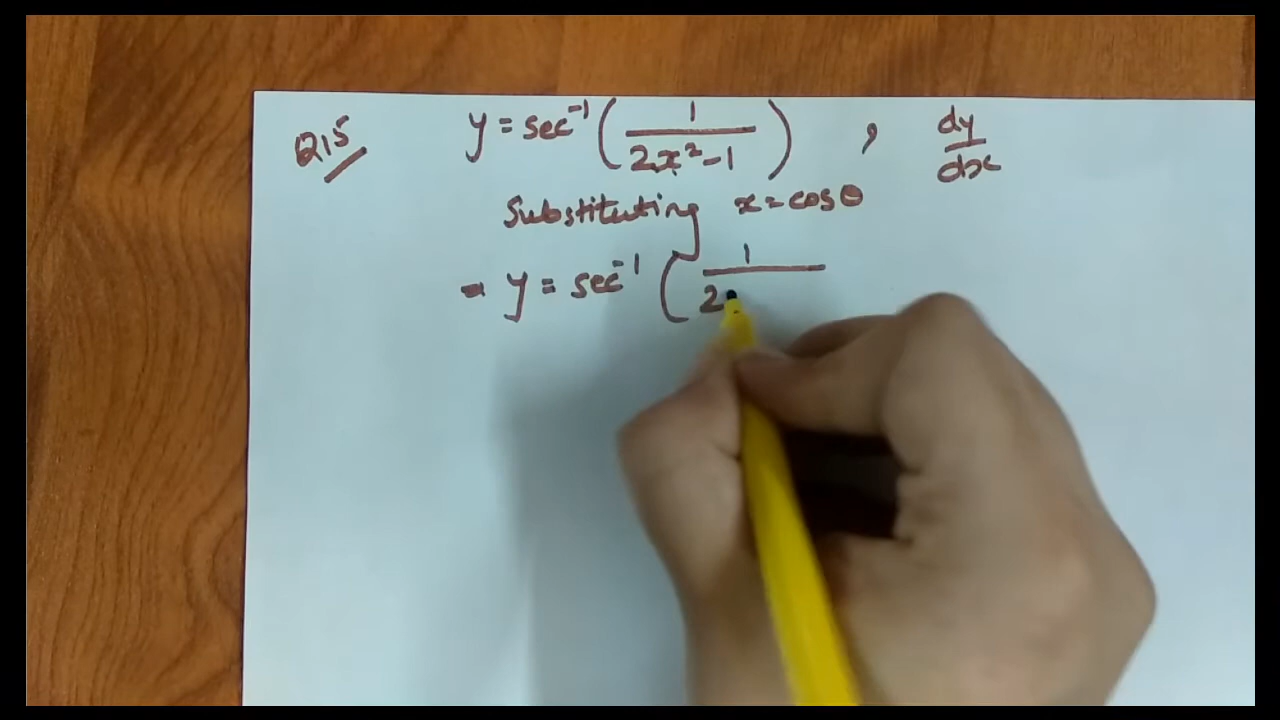 Q15 y = sec⁻¹ ( 1 / 2x² - 1 ) , dy/dx
Substituting x = cos θ
- y = sec⁻¹ ( 1 / 2